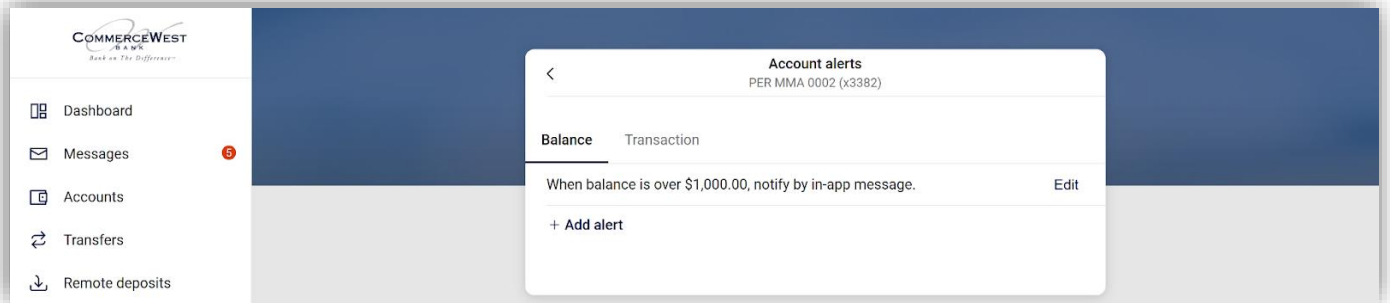 COMMERCEWEST
BANK
Bank on The Difference
Dashboard
Messages 5
Accounts
Transfers
Remote deposits
Account alerts
PER MMA 0002 (x3382)
Balance Transaction
When balance is over $1,000.00, notify by in-app message. Edit
+ Add alert